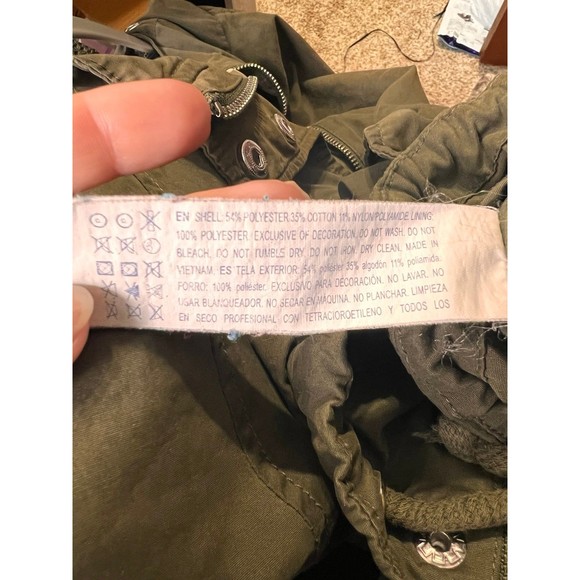 EN SHELL: 54% POLYESTER 35% COTTON 11% NYLON/POLYAMIDE LINING:
100% POLYESTER. EXCLUSIVE OF DECORATION. DO NOT WASH. DO NOT
BLEACH. DO NOT TUMBLE DRY. DO NOT IRON. DRY CLEAN. MADE IN
VIETNAM. ES TELA EXTERIOR: 54% poliéster 35% algodón 11% poliamida.
FORRO: 100% poliéster. EXCLUSIVO PARA DECORACIÓN. NO LAVAR. NO
USAR BLANQUEADOR. NO SECAR EN MÁQUINA. NO PLANCHAR. LIMPIEZA
EN SECO PROFESIONAL CON TETRACLOROETILENO Y TODOS LOS